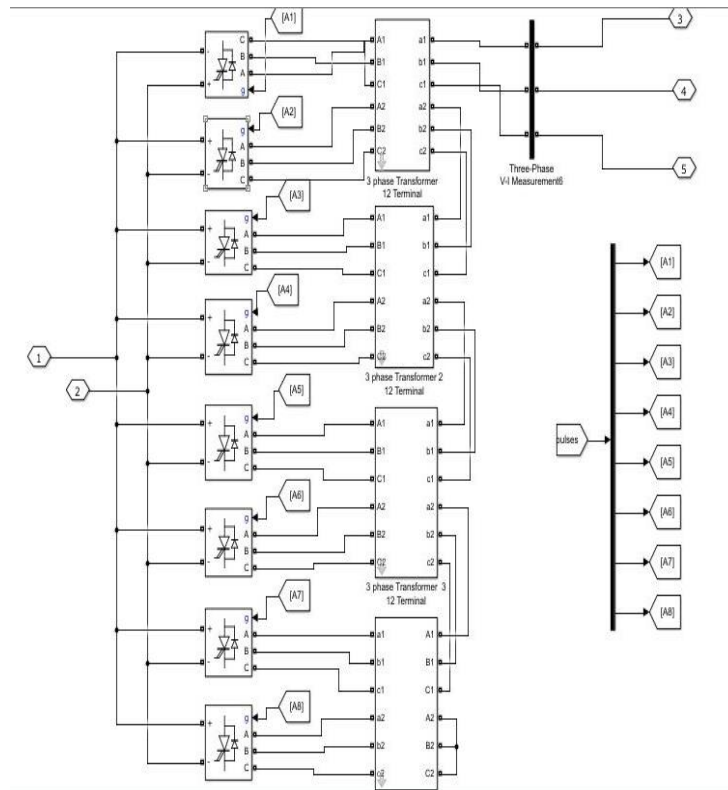 [A1]
3
- C A1 a1
B B1 b1
A C1 c1
+ g
4
[A2]
g A2 a2
+ A B2 b2
B C2 c2
- C
5
Three-Phase
V-I Measurement6
3 phase Transformer
12 Terminal
[A3]
g A1 a1
+ A B1 b1
B C1 c1
- C
[A4]
g A2 a2
+ A B2 b2
B C2 c2
- C
3 phase Transformer 2
12 Terminal
1
2
[A5]
g A1 a1
+ A B1 b1
B C1 c1
- C
[A6]
g A2 a2
+ A B2 b2
B C2 c2
- C
3 phase Transformer 3
12 Terminal
[A7]
g a1 A1
+ A b1 B1
B c1 C1
- C
[A8]
g a2 A2
+ A b2 B2
B c2 C2
- C
pulses
[A1]
[A2]
[A3]
[A4]
[A5]
[A6]
[A7]
[A8]